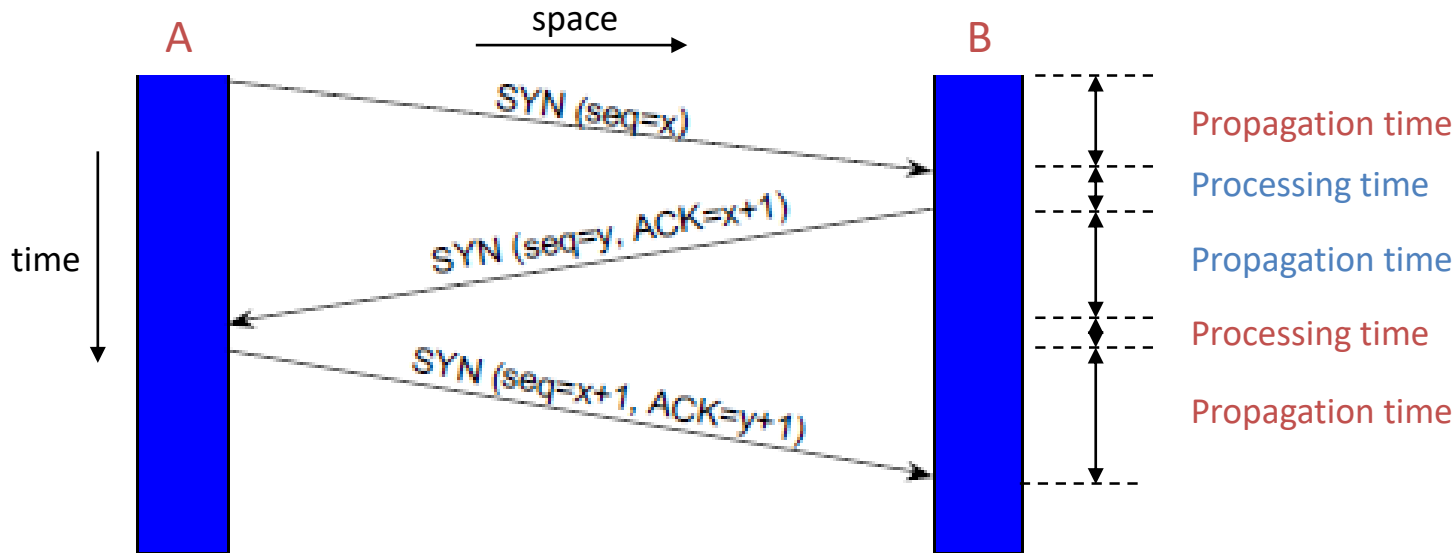 space
A
B
SYN (seq=x)
Propagation time
Processing time
SYN (seq=y, ACK=x+1)
time
Propagation time
Processing time
SYN (seq=x+1, ACK=y+1)
Propagation time